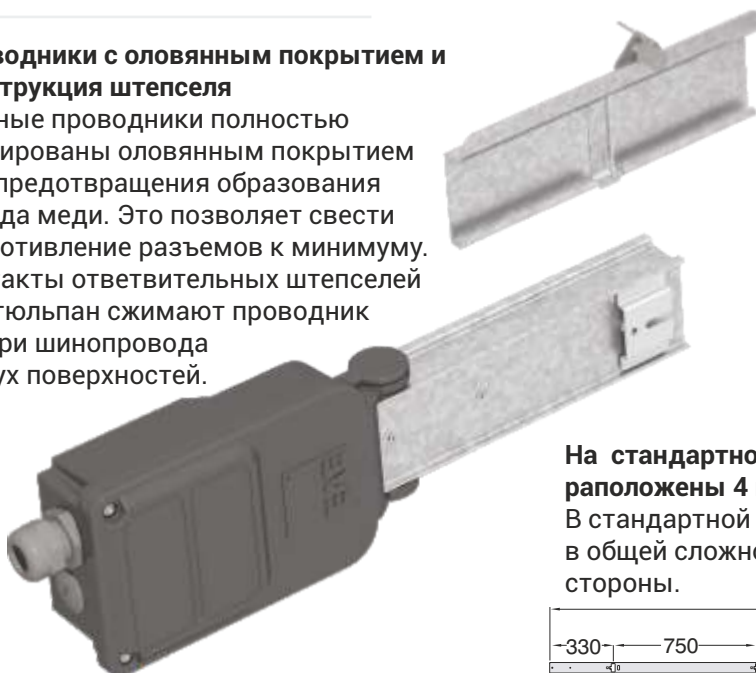 водники с оловянным покрытием и
трукция штепселя
ные проводники полностью
ированы оловянным покрытием
предотвращения образования
да меди. Это позволяет свести
отивление разъемов к минимуму.
акты ответвительных штепселей
тюльпан сжимают проводник
ри шинопровода
ух поверхностей.
EVE
На стандартно
раположены 4
В стандартной
в общей сложно
стороны.
330 750